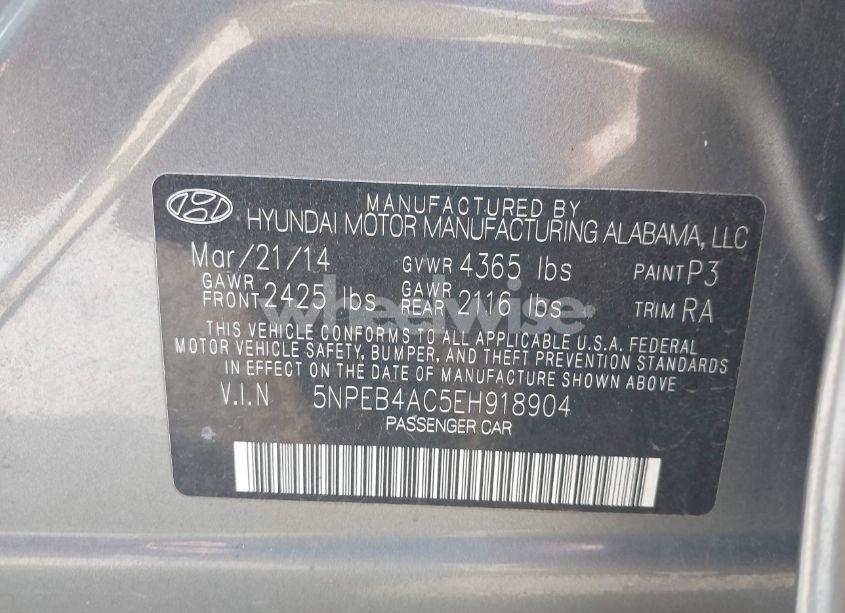 MANUFACTURED BY
HYUNDAI MOTOR MANUFACTURING ALABAMA, LLC
Mar/21/14 GVWR 4365 lbs PAINT P3
GAWR FRONT 2425 lbs GAWR REAR 2116 lbs TRIM RA
wheelwise
THIS VEHICLE CONFORMS TO ALL APPLICABLE U.S.A. FEDERAL
MOTOR VEHICLE SAFETY, BUMPER, AND THEFT PREVENTION STANDARDS
IN EFFECT ON THE DATE OF MANUFACTURE SHOWN ABOVE
V.I.N 5NPEB4AC5EH918904
PASSENGER CAR